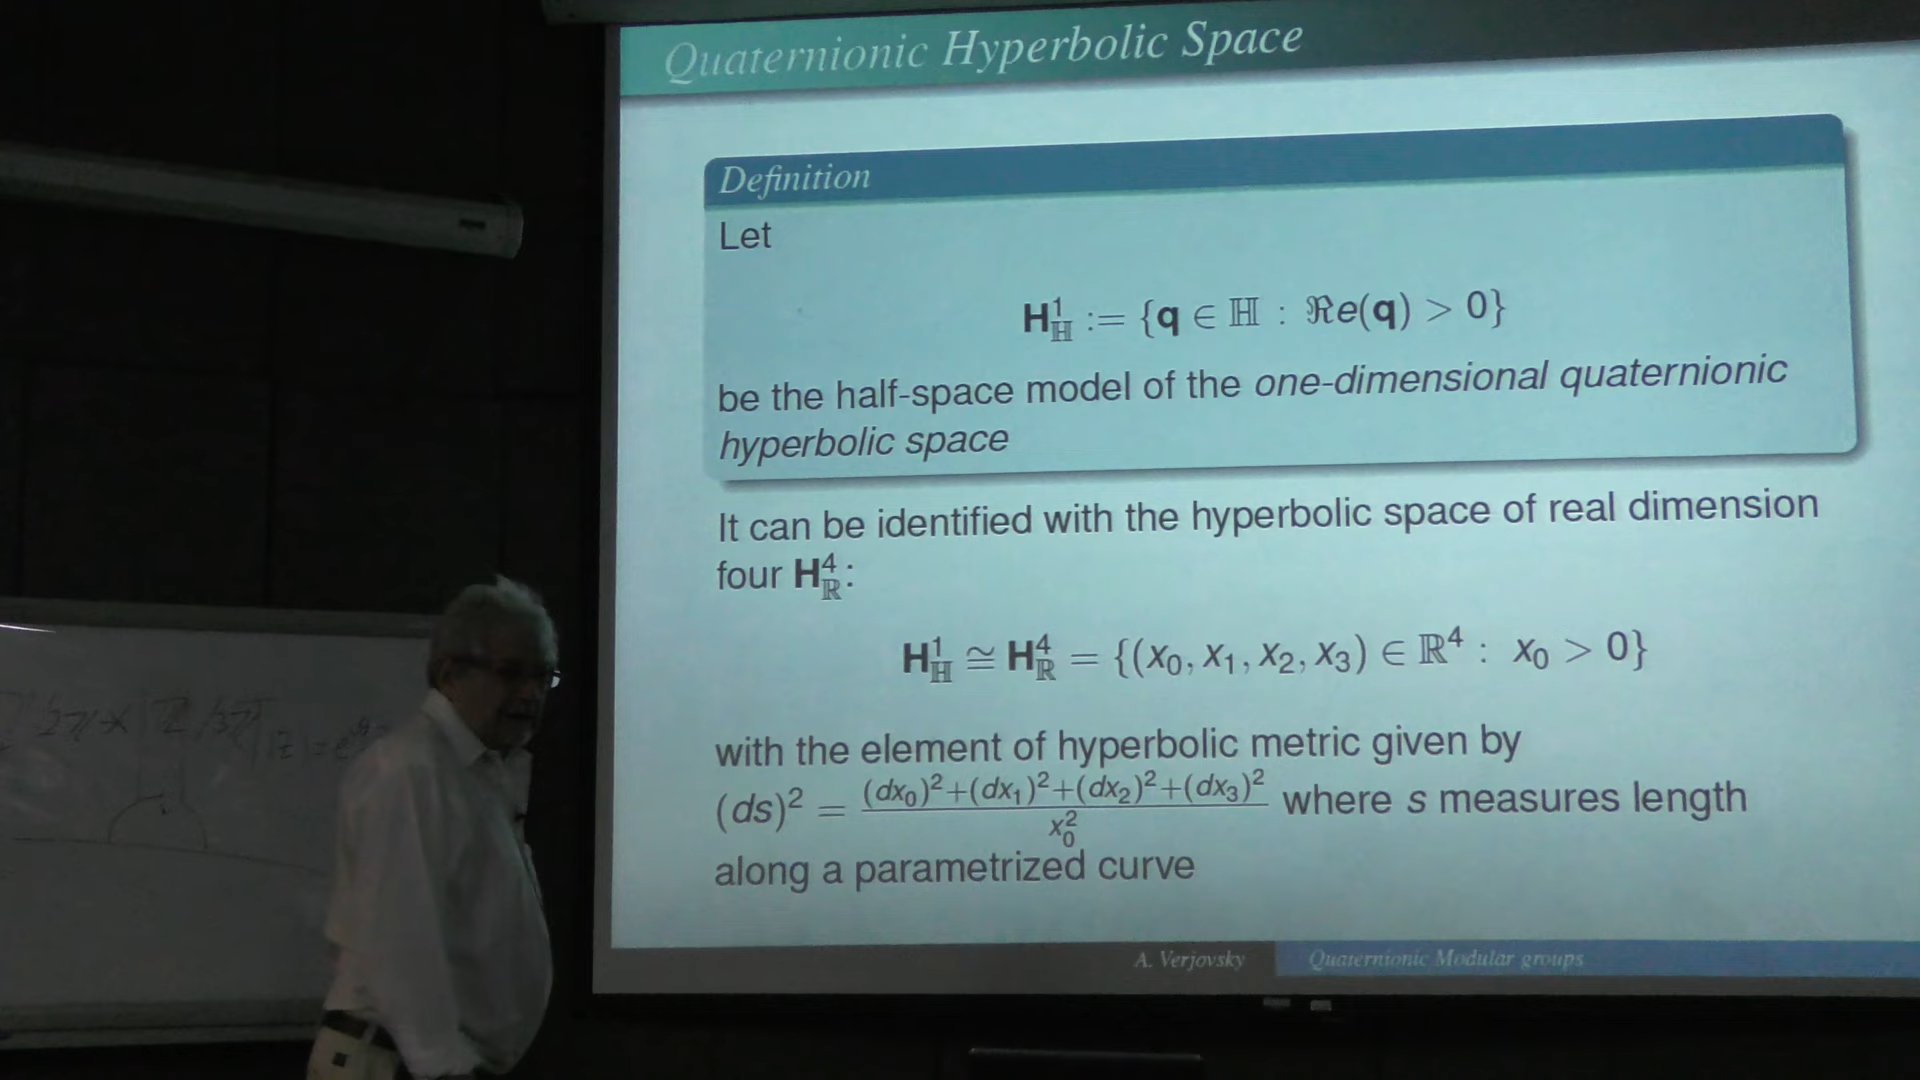 Quaternionic Hyperbolic Space
Definition
Let
𝐇¹_ℍ := {𝐪 ∈ ℍ : ℜe(𝐪) > 0}
be the half-space model of the one-dimensional quaternionic
hyperbolic space
It can be identified with the hyperbolic space of real dimension
four 𝐇⁴_ℝ:
𝐇¹_ℍ ≅ 𝐇⁴_ℝ = {(x₀, x₁, x₂, x₃) ∈ ℝ⁴ : x₀ > 0}
with the element of hyperbolic metric given by
(ds)² = ((dx₀)²+(dx₁)²+(dx₂)²+(dx₃)²)/x₀² where s measures length
along a parametrized curve
A. Verjovsky
Quaternionic Modular groups